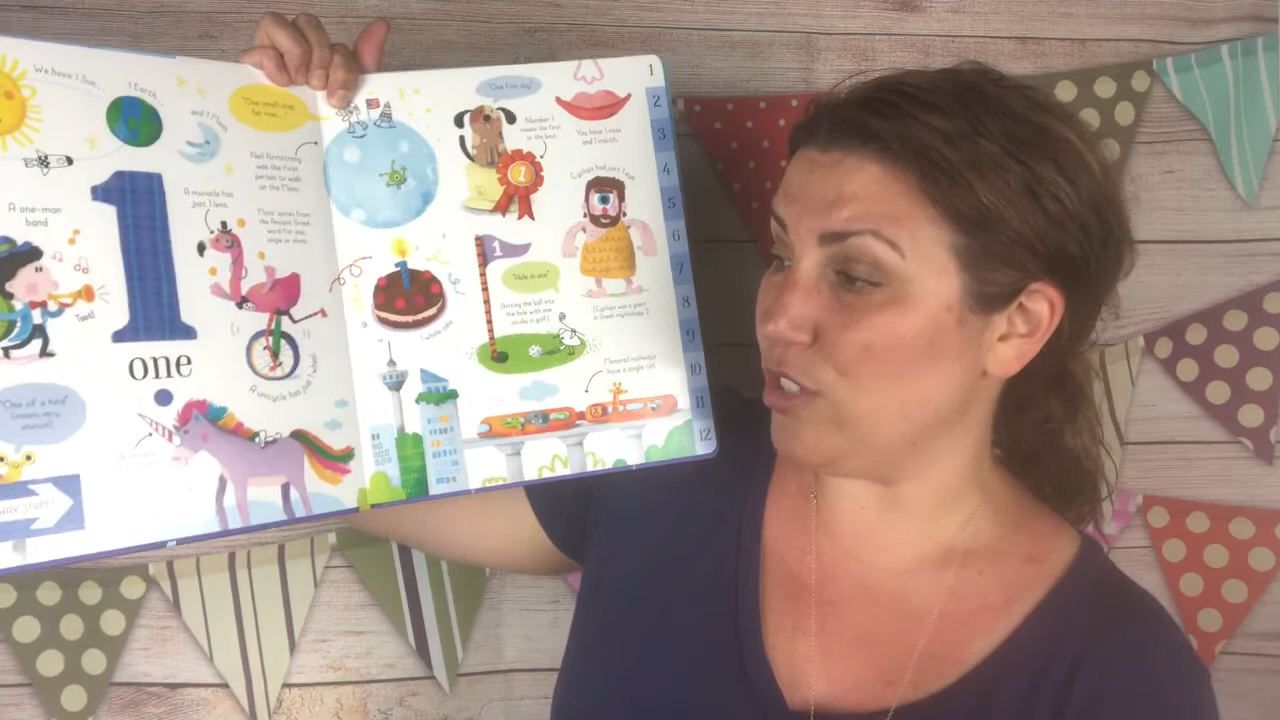 We have 1 Sun...
1 Earth...
and 1 Moon.
"One small step
for man..."
Neil Armstrong
was the first
person to walk
on the Moon.
A one-man
band
Toot!
1
A monocle has
just 1 lens.
'Mono' comes from
the Ancient Greek
word for one,
single or alone.
one
A unicycle has just 1 wheel.
"One of a kind"
(means very
unusual)
WAY STREET
"One fine day"
Number 1
means the first
or the best.
1
You have 1 nose
and 1 mouth.
Cyclops had just 1 eye.
(Cyclops was a giant
in Greek mythology.)
1
"Hole in one"
(Hitting the ball into
the hole with one
stroke in golf)
1 whole cake
Monorail railways
have a single rail.
1
2
3
4
5
6
7
8
9
10
11
12